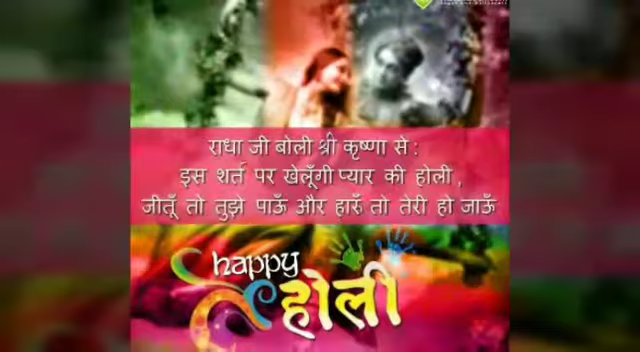 राधा जी बोली श्री कृष्णा से :
इस शर्त पर खेलूँगी प्यार की होली ,
जीतूँ तो तुझे पाऊँ और हारुँ तो तेरी हो जाऊँ
happy
होली